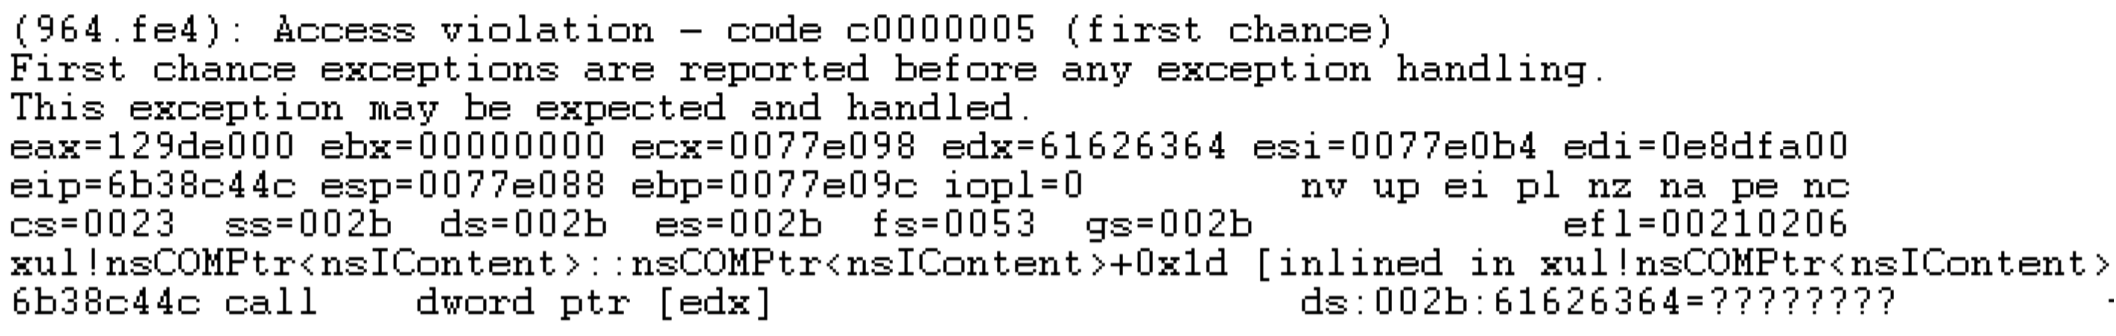 (964.fe4): Access violation - code c0000005 (first chance)
First chance exceptions are reported before any exception handling.
This exception may be expected and handled.
eax=129de000 ebx=00000000 ecx=0077e098 edx=61626364 esi=0077e0b4 edi=0e8dfa00
eip=6b38c44c esp=0077e088 ebp=0077e09c iopl=0         nv up ei pl nz na pe nc
cs=0023  ss=002b  ds=002b  es=002b  fs=0053  gs=002b             efl=00210206
xul!nsCOMPtr<nsIContent>::nsCOMPtr<nsIContent>+0x1d [inlined in xul!nsCOMPtr<nsIContent>
6b38c44c call    dword ptr [edx]                      ds:002b:61626364=????????